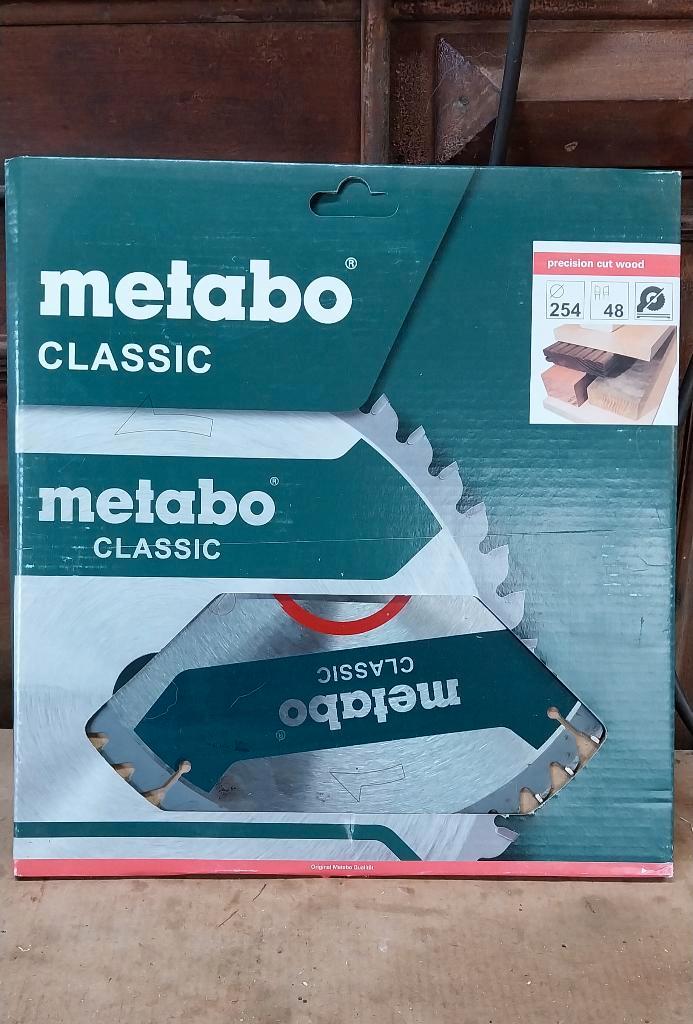 metabo®
CLASSIC
precision cut wood
254
48
metabo®
CLASSIC
metabo®
CLASSIC
Original Metabo Qualität